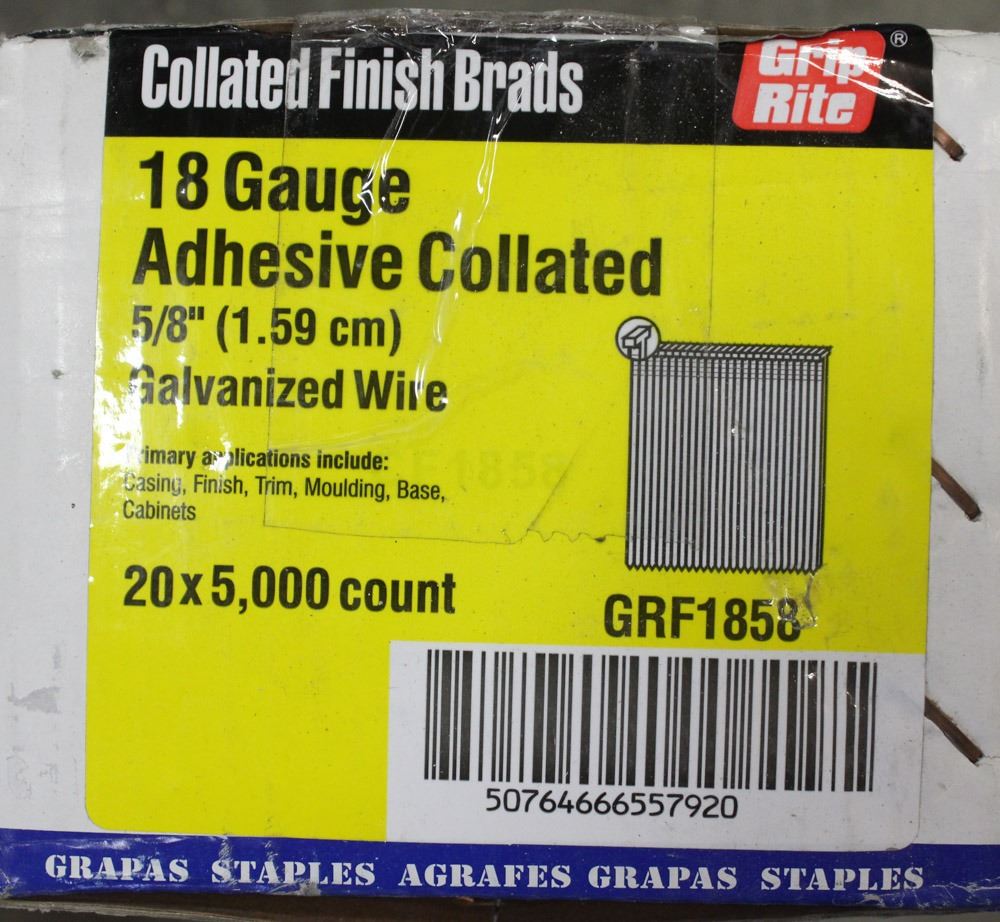 Collated Finish Brads
Grip
Rite
®
18 Gauge
Adhesive Collated
5/8" (1.59 cm)
Galvanized Wire
Primary applications include:
Casing, Finish, Trim, Moulding, Base,
Cabinets
20 x 5,000 count
GRF1858
50764666557920
GRAPAS STAPLES AGRAFES GRAPAS STAPLES